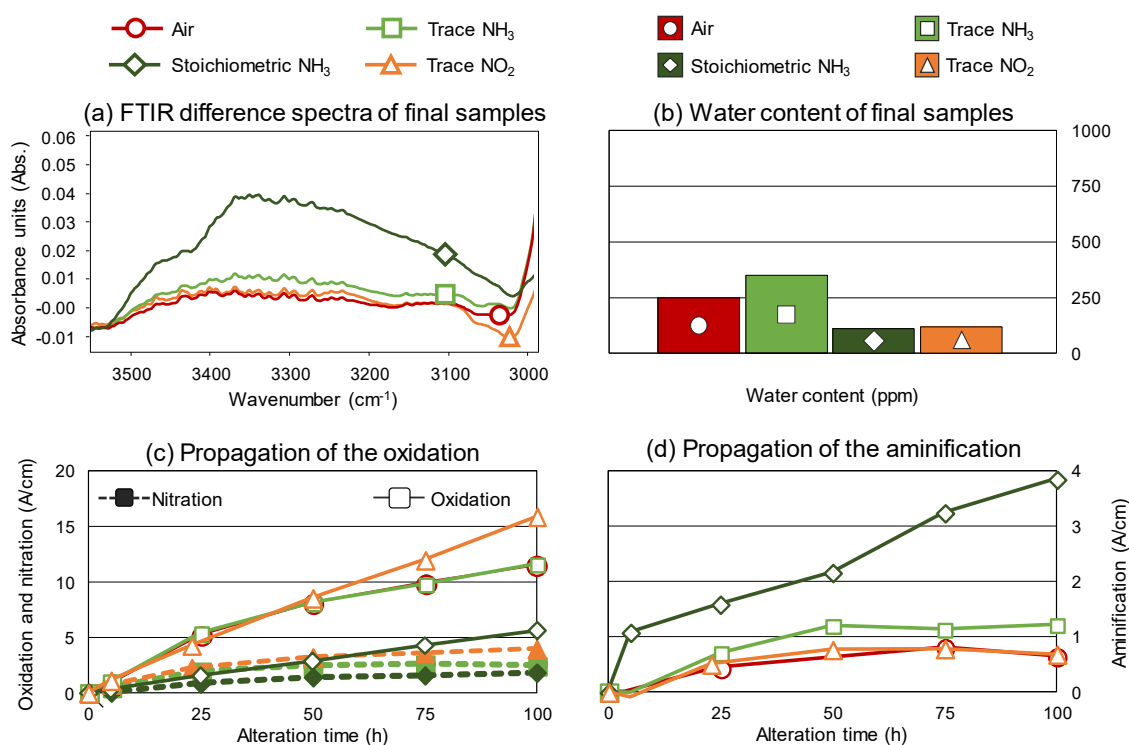 Air
Trace NH₃
Stoichiometric NH₃
Trace NO₂
Air
Trace NH₃
Stoichiometric NH₃
Trace NO₂
(a) FTIR difference spectra of final samples
Absorbance units (Abs.)
0.06
0.05
0.04
0.03
0.02
0.01
-0.00
-0.01
3500
3400
3300
3200
3100
3000
Wavenumber (cm⁻¹)
(b) Water content of final samples
1000
750
500
250
0
Water content (ppm)
(c) Propagation of the oxidation
Oxidation and nitration (A/cm)
20
15
10
5
0
Nitration
Oxidation
0
25
50
75
100
Alteration time (h)
(d) Propagation of the aminification
4
3
2
1
0
Aminification (A/cm)
0
25
50
75
100
Alteration time (h)